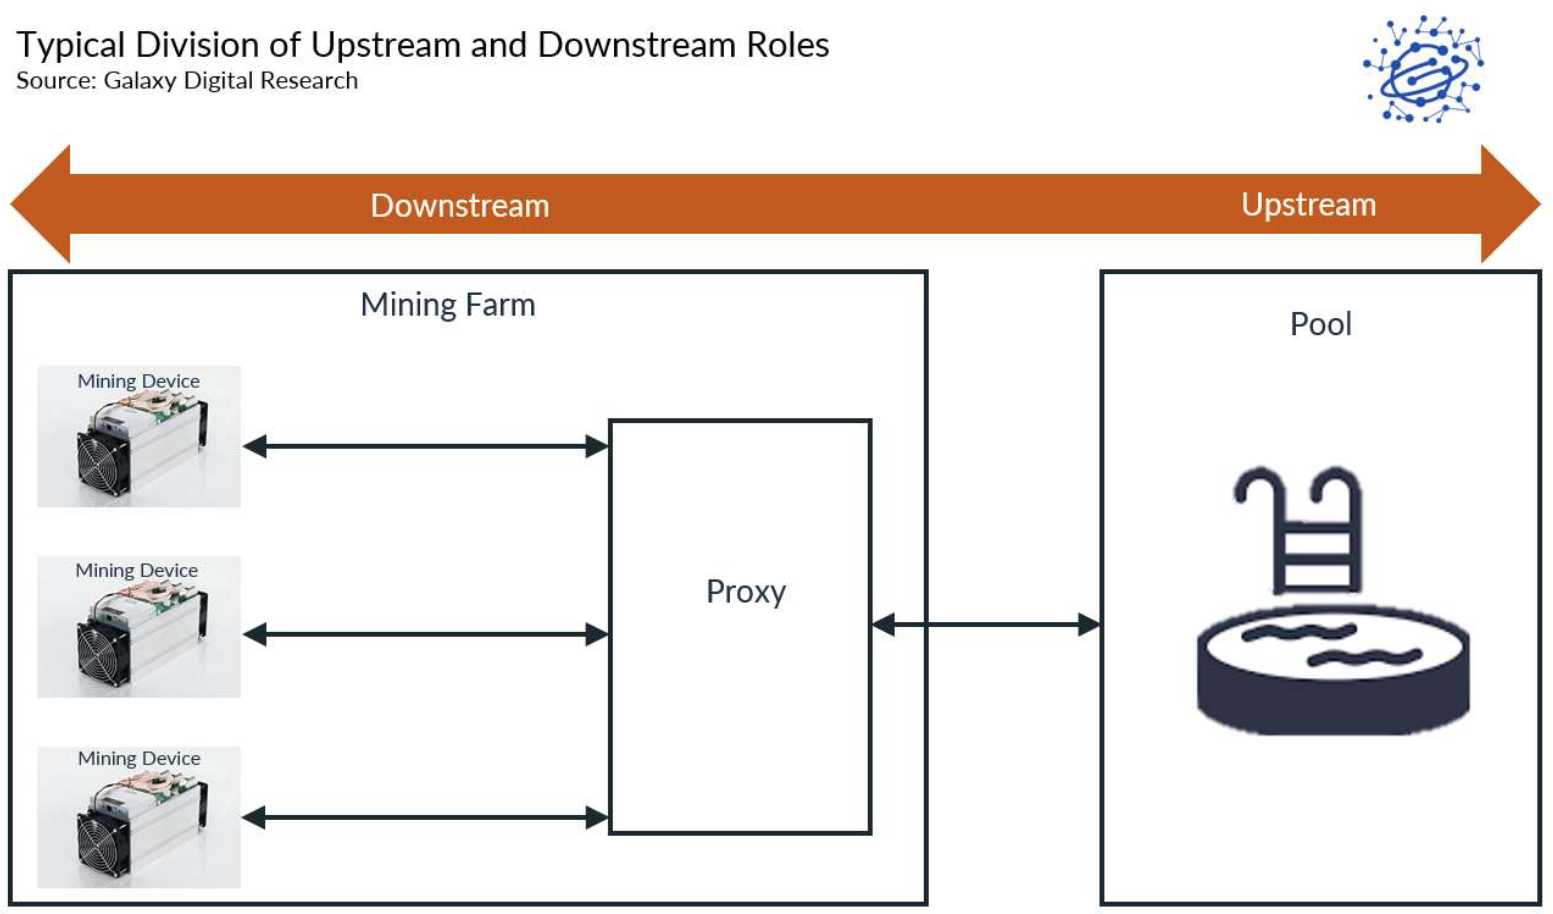 Typical Division of Upstream and Downstream Roles
Source: Galaxy Digital Research
Downstream
Upstream
Mining Farm
Pool
Mining Device
Mining Device
Proxy
Mining Device